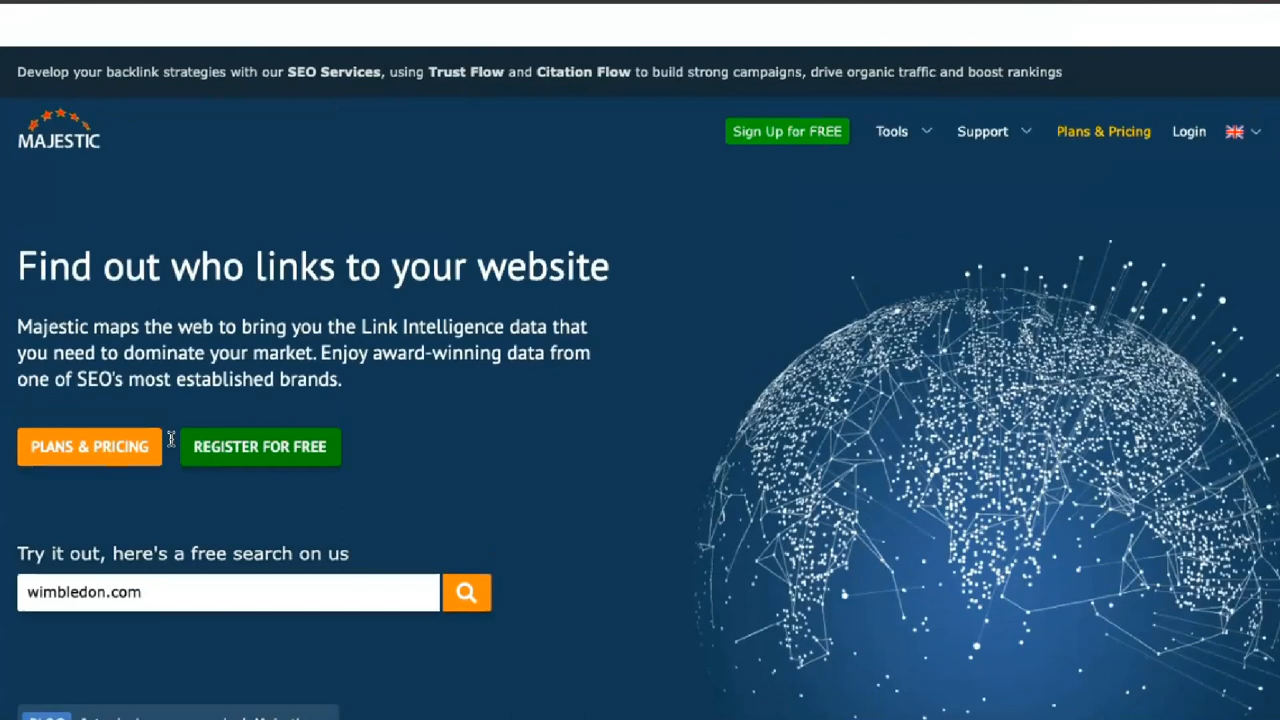 Develop your backlink strategies with our SEO Services, using Trust Flow and Citation Flow to build strong campaigns, drive organic traffic and boost rankings
MAJESTIC
Sign Up for FREE
Tools
Support
Plans & Pricing
Login
Find out who links to your website
Majestic maps the web to bring you the Link Intelligence data that
you need to dominate your market. Enjoy award-winning data from
one of SEO's most established brands.
PLANS & PRICING
REGISTER FOR FREE
Try it out, here's a free search on us
wimbledon.com